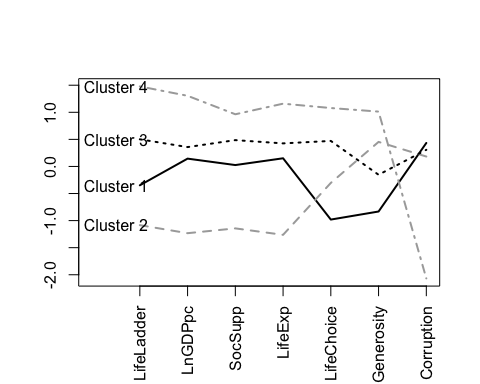 Cluster 4
Cluster 3
Cluster 1
Cluster 2
1.0
0.0
-1.0
-2.0
LifeLadder
LnGDPpc
SocSupp
LifeExp
LifeChoice
Generosity
Corruption